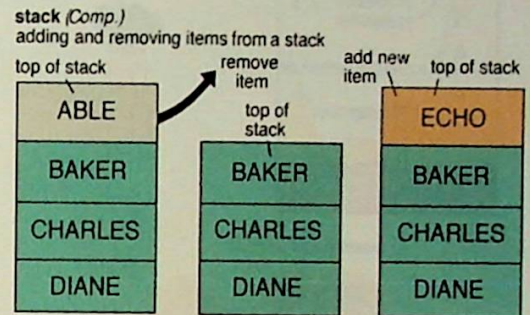 stack (Comp.)
adding and removing items from a stack
top of stack
remove
item
ABLE
BAKER
CHARLES
DIANE
top of
stack
BAKER
CHARLES
DIANE
add new
item
top of stack
ECHO
BAKER
CHARLES
DIANE